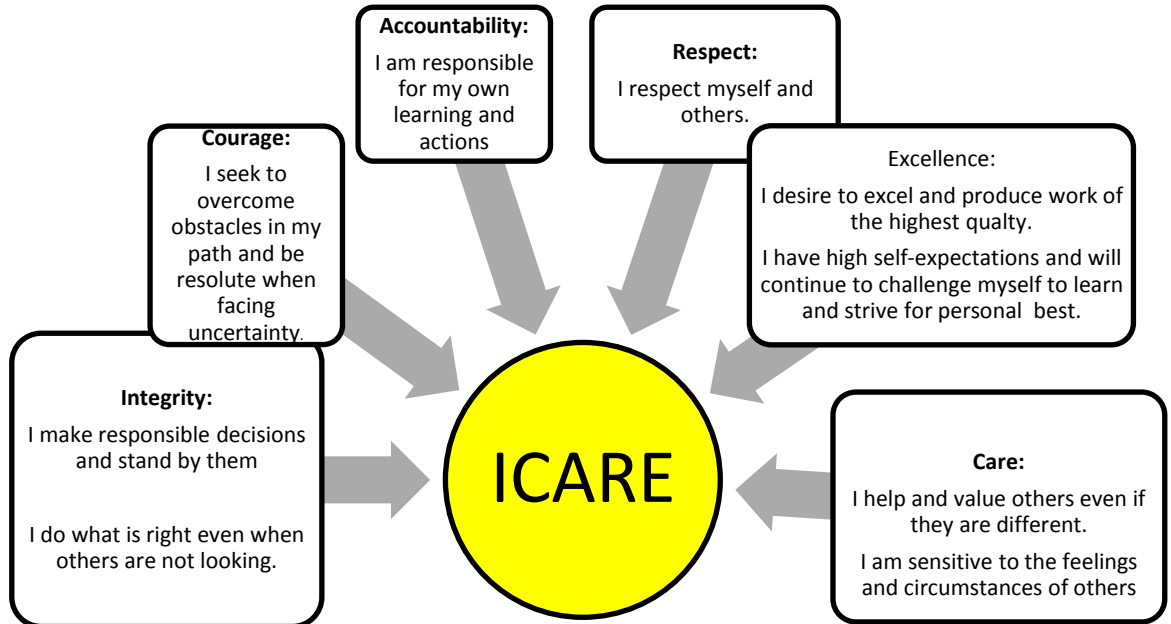 Accountability:
I am responsible
for my own
learning and
actions
Respect:
I respect myself and
others.
Courage:
I seek to
overcome
obstacles in my
path and be
resolute when
facing
uncertainty.
Excellence:
I desire to excel and produce work of
the highest qualty.
I have high self-expectations and will
continue to challenge myself to learn
and strive for personal  best.
Integrity:
I make responsible decisions
and stand by them
I do what is right even when
others are not looking.
ICARE
Care:
I help and value others even if
they are different.
I am sensitive to the feelings
and circumstances of others